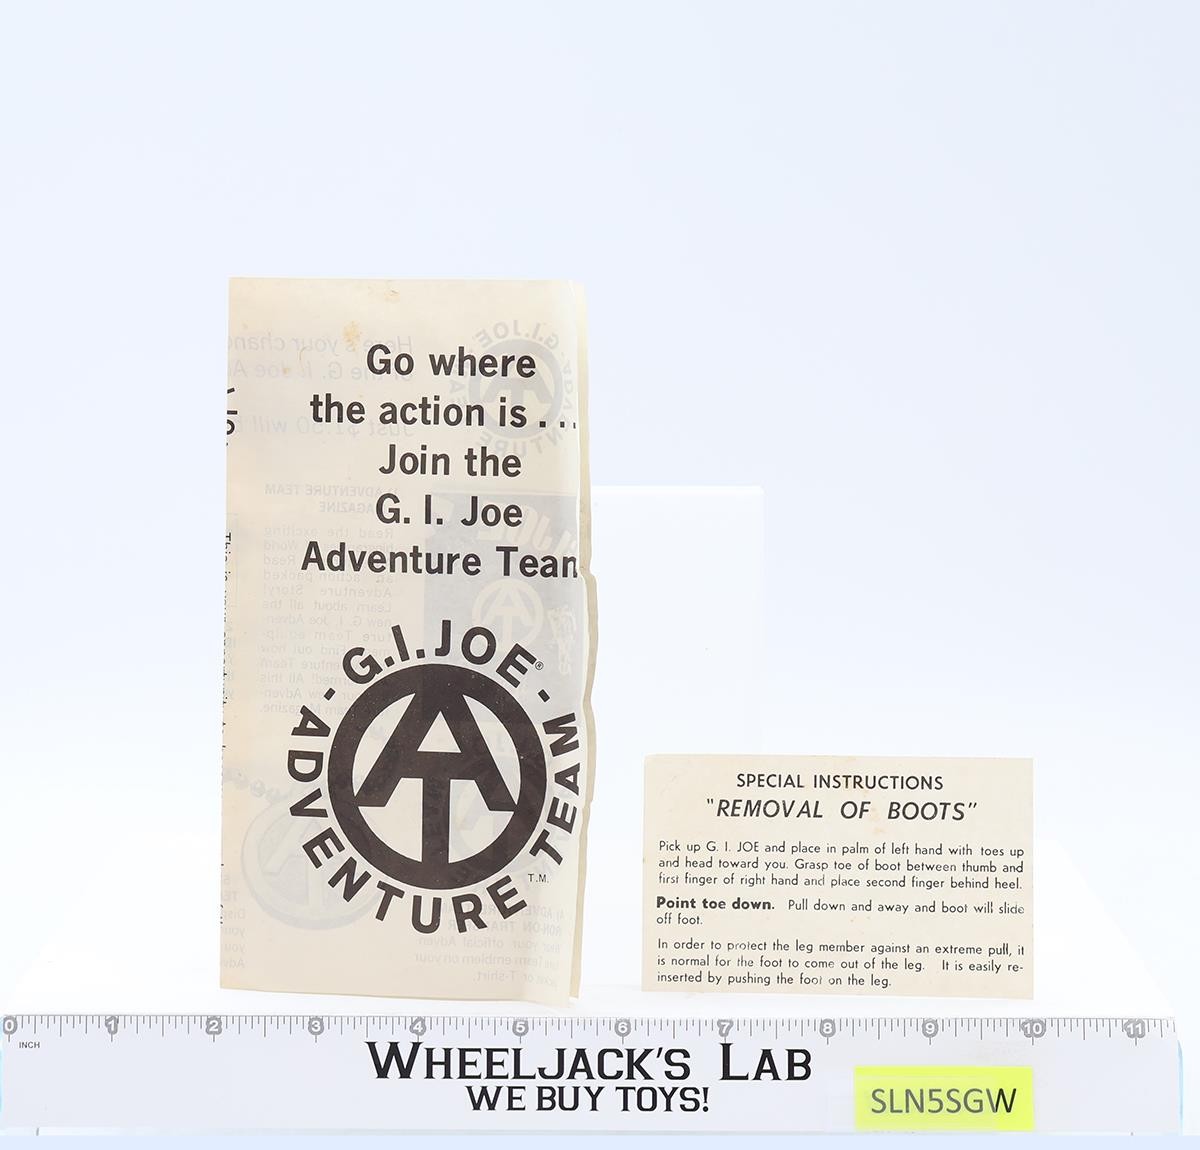 Go where
the action is . . .
Join the
G. I. Joe
Adventure Team
G.I. JOE® · ADVENTURE TEAM ·
T.M.
SPECIAL INSTRUCTIONS
"REMOVAL OF BOOTS"
Pick up G. I. JOE and place in palm of left hand with toes up
and head toward you. Grasp toe of boot between thumb and
first finger of right hand and place second finger behind heel.
Point toe down. Pull down and away and boot will slide
off foot.
In order to protect the leg member against an extreme pull, it
is normal for the foot to come out of the leg. It is easily re-
inserted by pushing the foot on the leg.
0 1 2 3 4 5 6 7 8 9 10 11
INCH
WHEELJACK'S LAB
WE BUY TOYS!
SLN5SGW